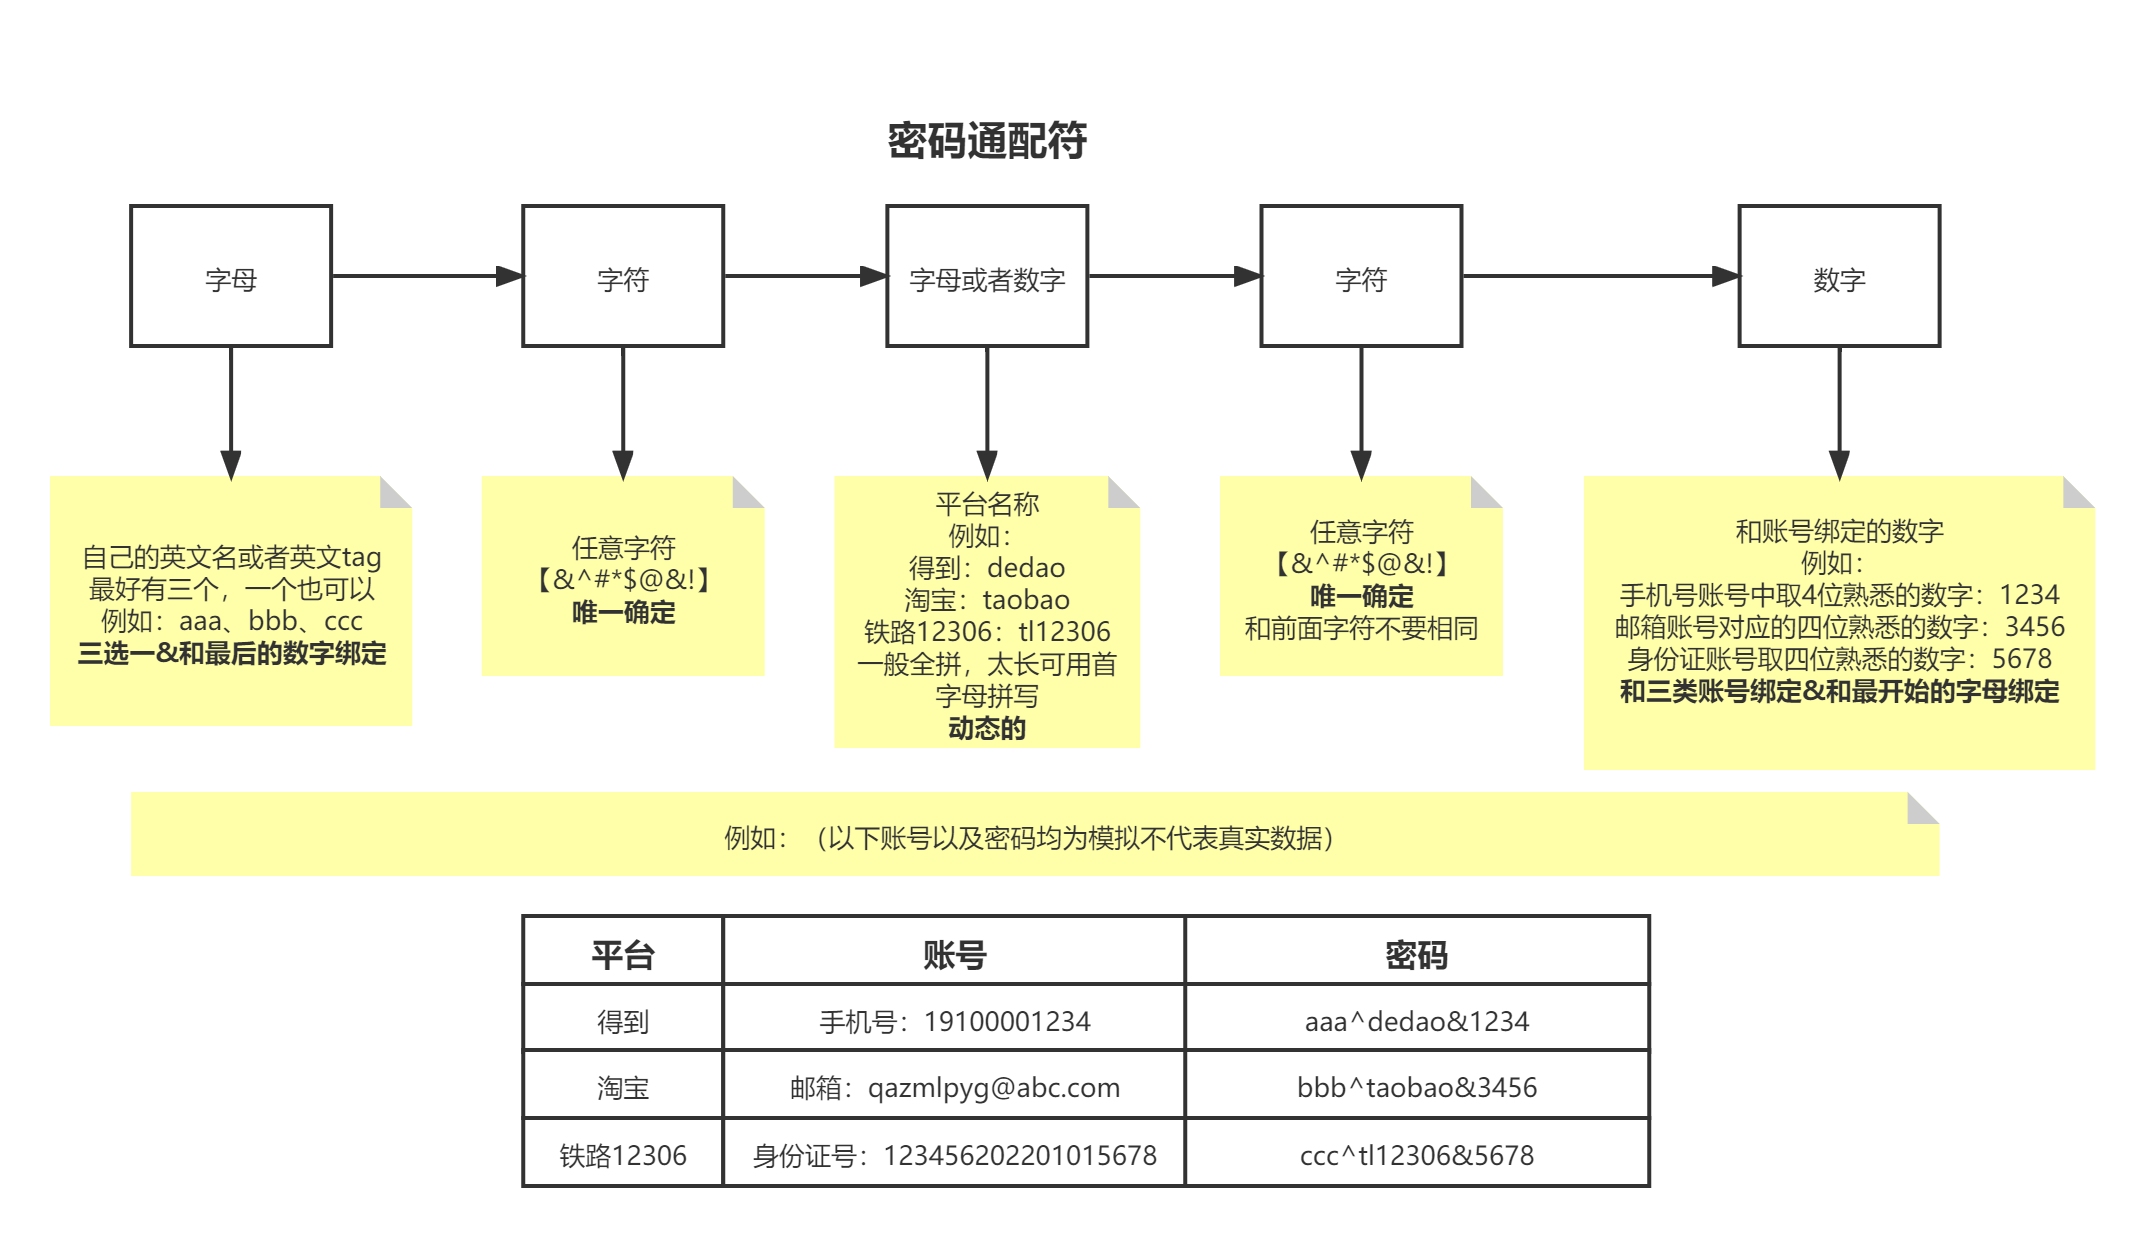 密码通配符
字母
字符
字母或者数字
字符
数字
自己的英文名或者英文tag
最好有三个，一个也可以
例如：aaa、bbb、ccc
三选一&和最后的数字绑定
任意字符
【&^#*$@&!】
唯一确定
平台名称
例如：
得到：dedao
淘宝：taobao
铁路12306：tl12306
一般全拼，太长可用首
字母拼写
动态的
任意字符
【&^#*$@&!】
唯一确定
和前面字符不要相同
和账号绑定的数字
例如：
手机号账号中取4位熟悉的数字：1234
邮箱账号对应的四位熟悉的数字：3456
身份证账号取四位熟悉的数字：5678
和三类账号绑定&和最开始的字母绑定
例如：（以下账号以及密码均为模拟不代表真实数据）
平台 账号 密码
得到 手机号：19100001234 aaa^dedao&1234
淘宝 邮箱：qazmlpyg@abc.com bbb^taobao&3456
铁路12306 身份证号：123456202201015678 ccc^tl12306&5678